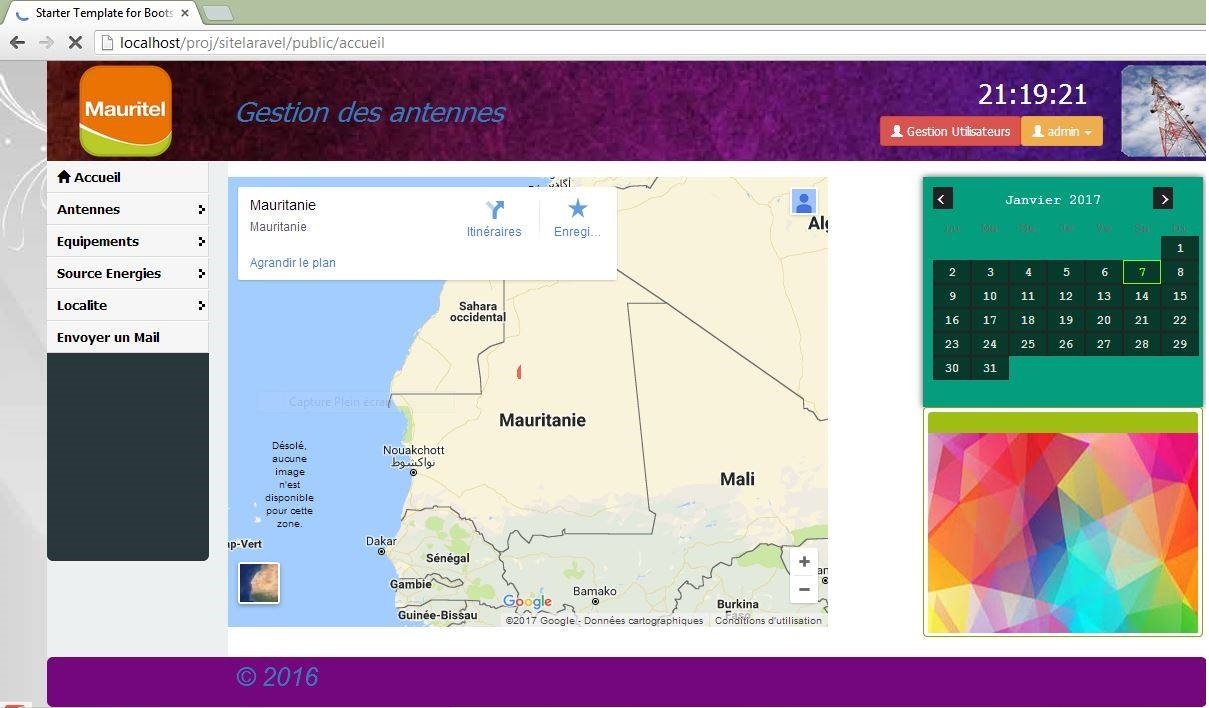 Starter Template for Boots
localhost/proj/sitelaravel/public/accueil
Mauritel
Gestion des antennes
21:19:21
Gestion Utilisateurs
admin
Accueil
Antennes
Equipements
Source Energies
Localite
Envoyer un Mail
Mauritanie
Mauritanie
Itinéraires
Enregi...
Agrandir le plan
Sahara
occidental
Capture Plein écran
Mauritanie
Nouakchott
نواكشوط
Mali
Désolé,
aucune
image
n'est
disponible
pour cette
zone.
ap-Vert
Dakar
Sénégal
Gambie
Guinée-Bissau
Bamako
Burkina
Faso
Google
©2017 Google - Données cartographiques
Conditions d'utilisation
Janvier 2017
Lu Ma Me Je Ve Sa Di
1
2 3 4 5 6 7 8
9 10 11 12 13 14 15
16 17 18 19 20 21 22
23 24 25 26 27 28 29
30 31
© 2016